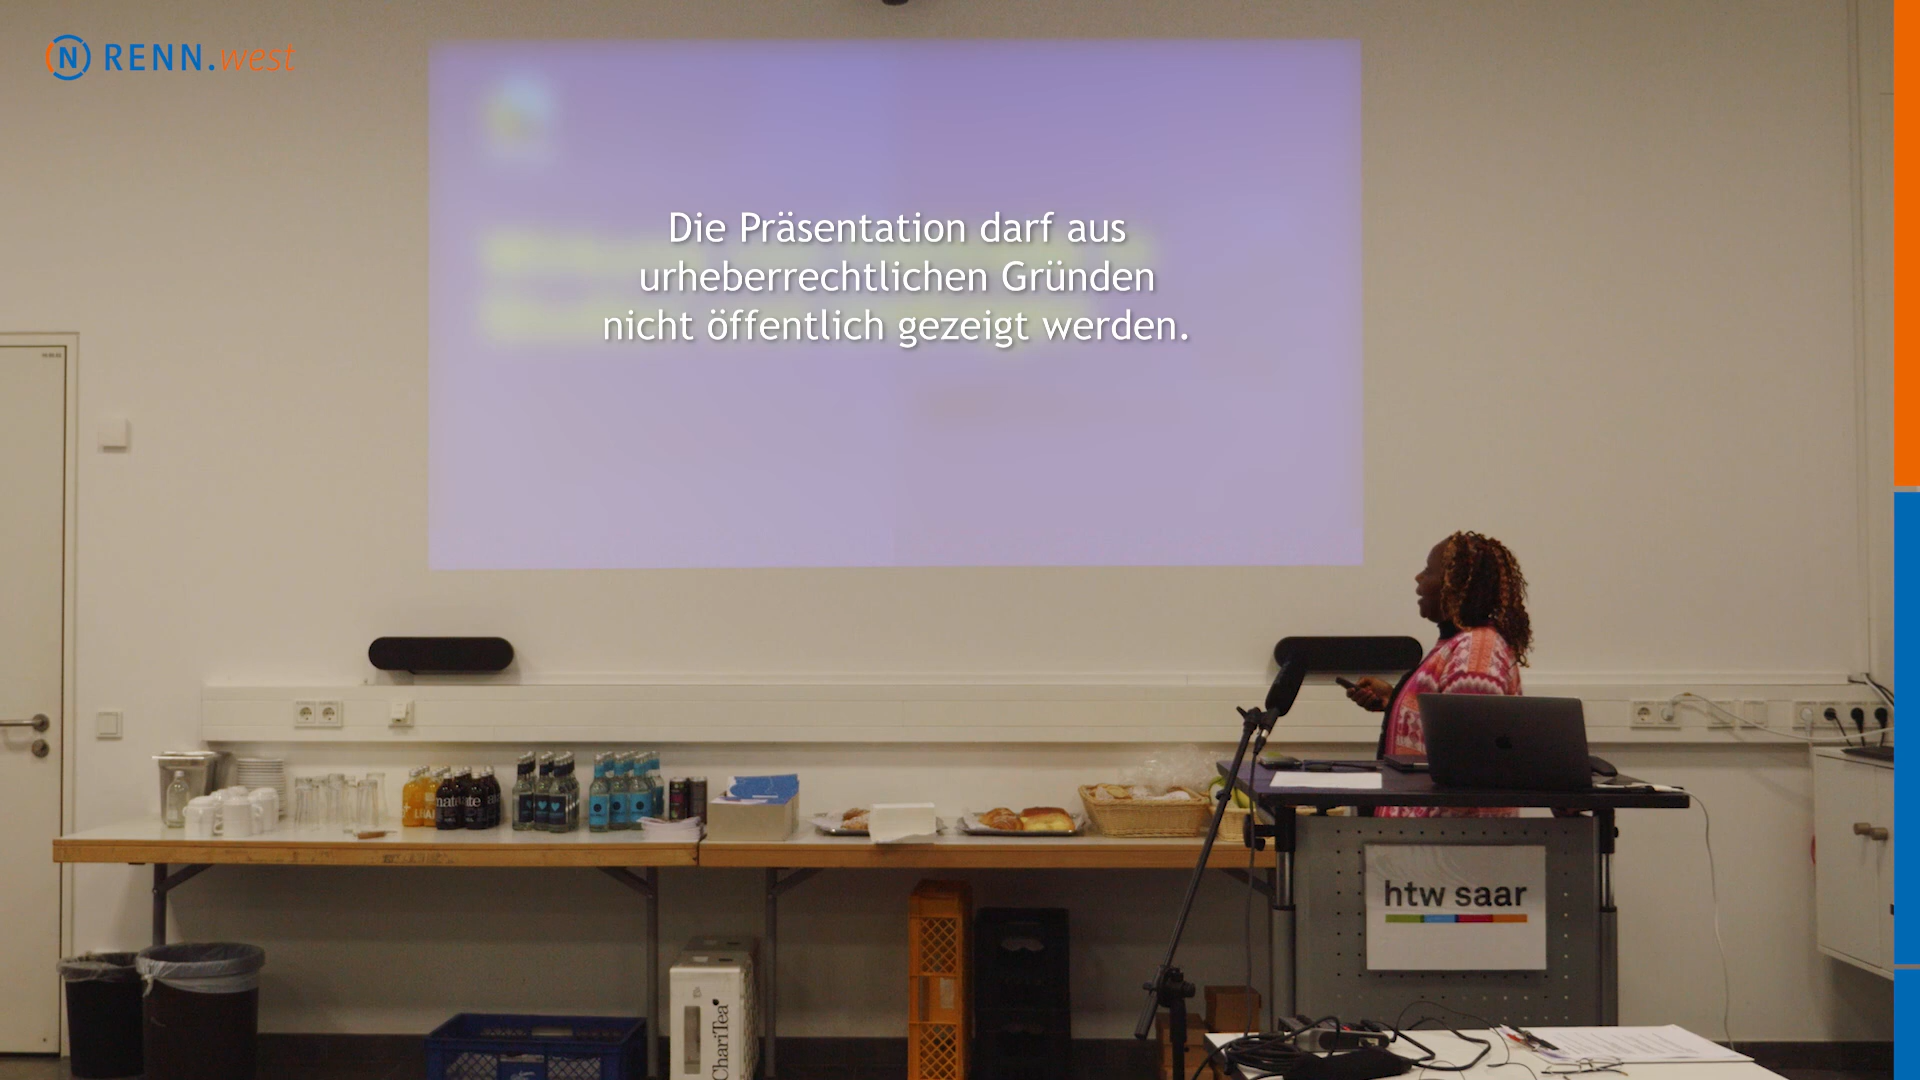 RENN.west
Die Präsentation darf aus
urheberrechtlichen Gründen
nicht öffentlich gezeigt werden.
htw saar
ChariTea